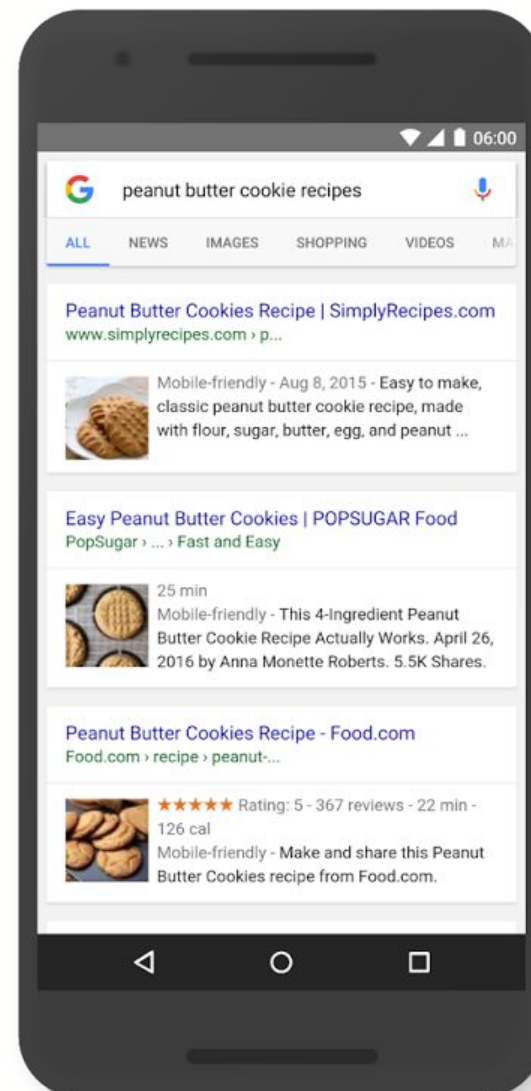 06:00
G peanut butter cookie recipes
ALL NEWS IMAGES SHOPPING VIDEOS MA
Peanut Butter Cookies Recipe | SimplyRecipes.com
www.simplyrecipes.com › p...
Mobile-friendly - Aug 8, 2015 - Easy to make,
classic peanut butter cookie recipe, made
with flour, sugar, butter, egg, and peanut ...
Easy Peanut Butter Cookies | POPSUGAR Food
PopSugar › ... › Fast and Easy
25 min
Mobile-friendly - This 4-Ingredient Peanut
Butter Cookie Recipe Actually Works. April 26,
2016 by Anna Monette Roberts. 5.5K Shares.
Peanut Butter Cookies Recipe - Food.com
Food.com › recipe › peanut-...
★★★★★ Rating: 5 - 367 reviews - 22 min -
126 cal
Mobile-friendly - Make and share this Peanut
Butter Cookies recipe from Food.com.